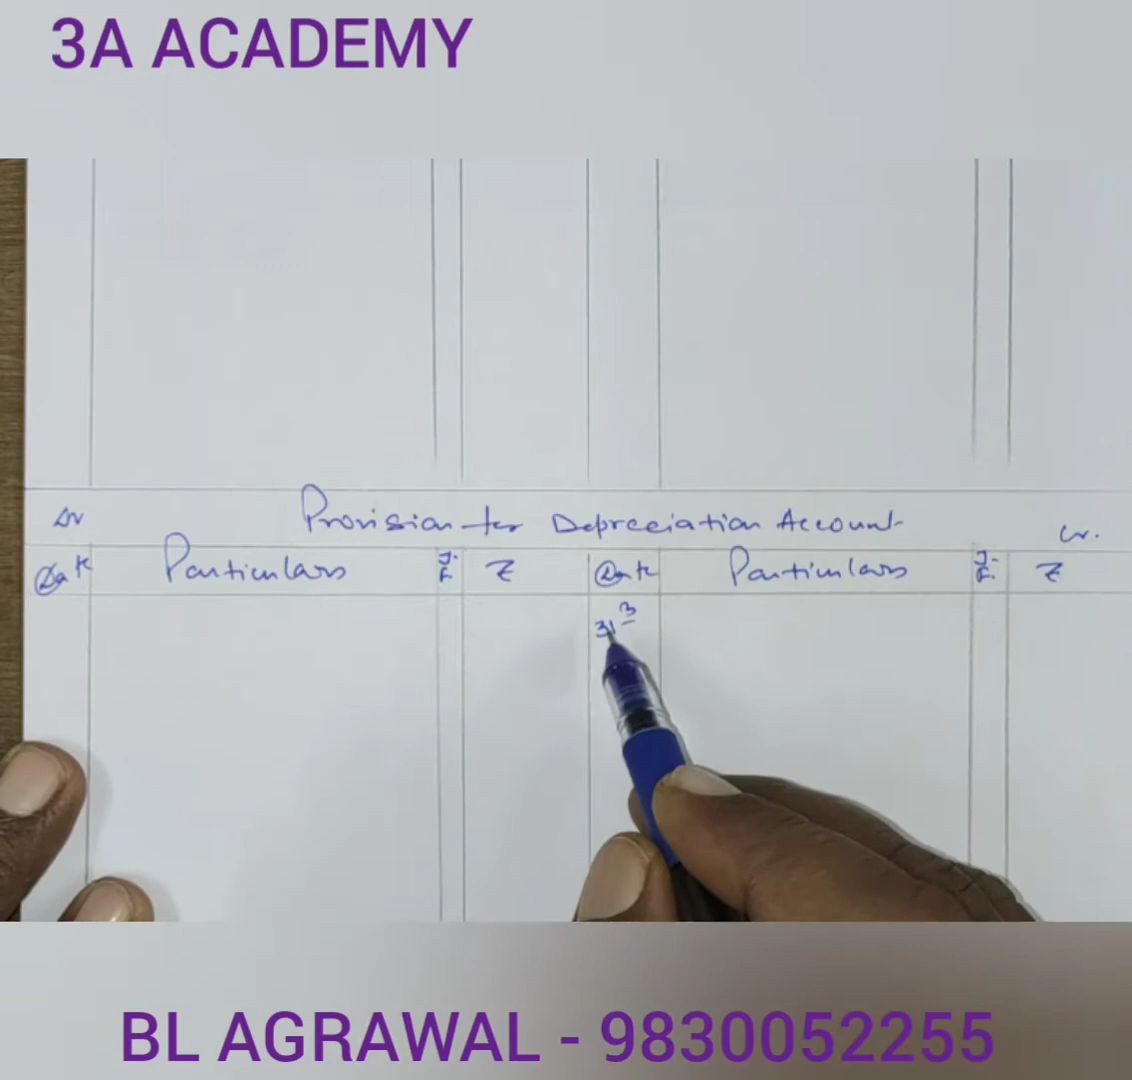 3A ACADEMY
Dr Provision for Depreciation Account Cr.
Date Particulars J.F. ₹ Date Particulars J.F. ₹
31 3
BL AGRAWAL - 9830052255